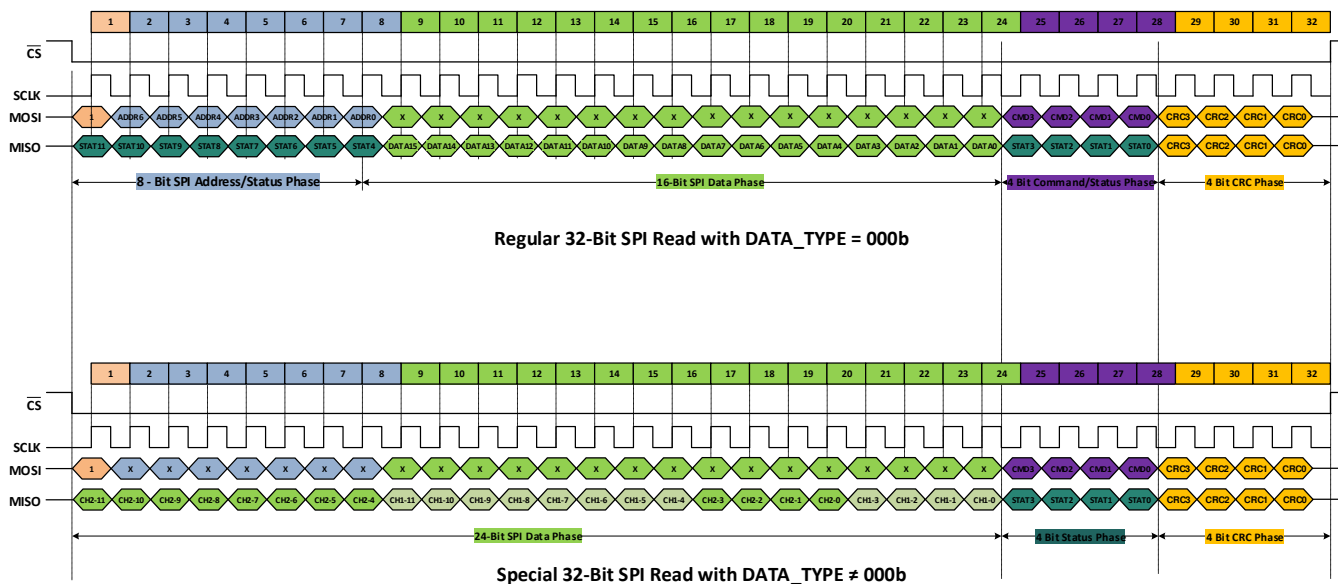 1 2 3 4 5 6 7 8 9 10 11 12 13 14 15 16 17 18 19 20 21 22 23 24 25 26 27 28 29 30 31 32
CS
SCLK
MOSI 1 ADDR6 ADDR5 ADDR4 ADDR3 ADDR2 ADDR1 ADDR0 X X X X X X X X X X X X X X X X CMD3 CMD2 CMD1 CMD0 CRC3 CRC2 CRC1 CRC0
MISO STAT11 STAT10 STAT9 STAT8 STAT7 STAT6 STAT5 STAT4 DATA15 DATA14 DATA13 DATA12 DATA11 DATA10 DATA9 DATA8 DATA7 DATA6 DATA5 DATA4 DATA3 DATA2 DATA1 DATA0 STAT3 STAT2 STAT1 STAT0 CRC3 CRC2 CRC1 CRC0
8 - Bit SPI Address/Status Phase 16-Bit SPI Data Phase 4 Bit Command/Status Phase 4 Bit CRC Phase
Regular 32-Bit SPI Read with DATA_TYPE = 000b
1 2 3 4 5 6 7 8 9 10 11 12 13 14 15 16 17 18 19 20 21 22 23 24 25 26 27 28 29 30 31 32
CS
SCLK
MOSI 1 X X X X X X X X X X X X X X X X X X X X X X X CMD3 CMD2 CMD1 CMD0 CRC3 CRC2 CRC1 CRC0
MISO CH2-11 CH2-10 CH2-9 CH2-8 CH2-7 CH2-6 CH2-5 CH2-4 CH1-11 CH1-10 CH1-9 CH1-8 CH1-7 CH1-6 CH1-5 CH1-4 CH2-3 CH2-2 CH2-1 CH2-0 CH1-3 CH1-2 CH1-1 CH1-0 STAT3 STAT2 STAT1 STAT0 CRC3 CRC2 CRC1 CRC0
24-Bit SPI Data Phase 4 Bit Status Phase 4 Bit CRC Phase
Special 32-Bit SPI Read with DATA_TYPE ≠ 000b